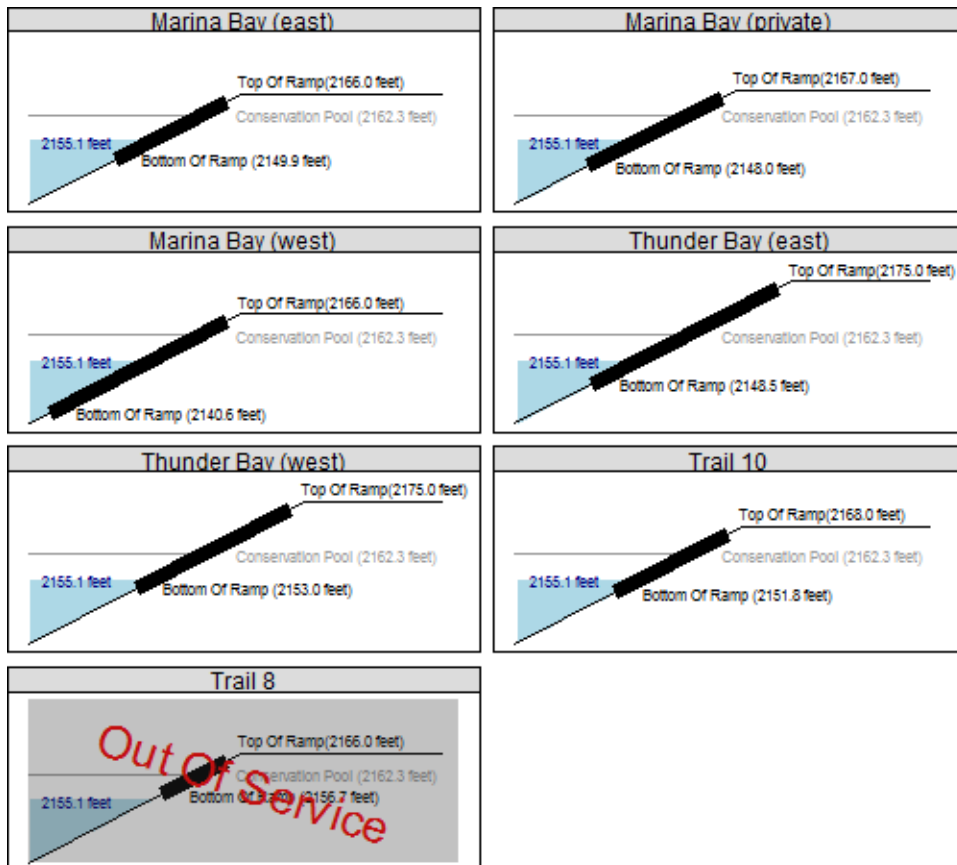 Marina Bay (east)
Top Of Ramp(2166.0 feet)
Conservation Pool (2162.3 feet)
2155.1 feet
Bottom Of Ramp (2149.9 feet)
Marina Bay (private)
Top Of Ramp(2167.0 feet)
Conservation Pool (2162.3 feet)
2155.1 feet
Bottom Of Ramp (2148.0 feet)
Marina Bay (west)
Top Of Ramp(2166.0 feet)
Conservation Pool (2162.3 feet)
2155.1 feet
Bottom Of Ramp (2140.6 feet)
Thunder Bay (east)
Top Of Ramp(2175.0 feet)
Conservation Pool (2162.3 feet)
2155.1 feet
Bottom Of Ramp (2148.5 feet)
Thunder Bay (west)
Top Of Ramp(2175.0 feet)
Conservation Pool (2162.3 feet)
2155.1 feet
Bottom Of Ramp (2153.0 feet)
Trail 10
Top Of Ramp(2168.0 feet)
Conservation Pool (2162.3 feet)
2155.1 feet
Bottom Of Ramp (2151.8 feet)
Trail 8
Top Of Ramp(2166.0 feet)
Conservation Pool (2162.3 feet)
2155.1 feet
Bottom Of Ramp (2156.7 feet)
Out Of Service